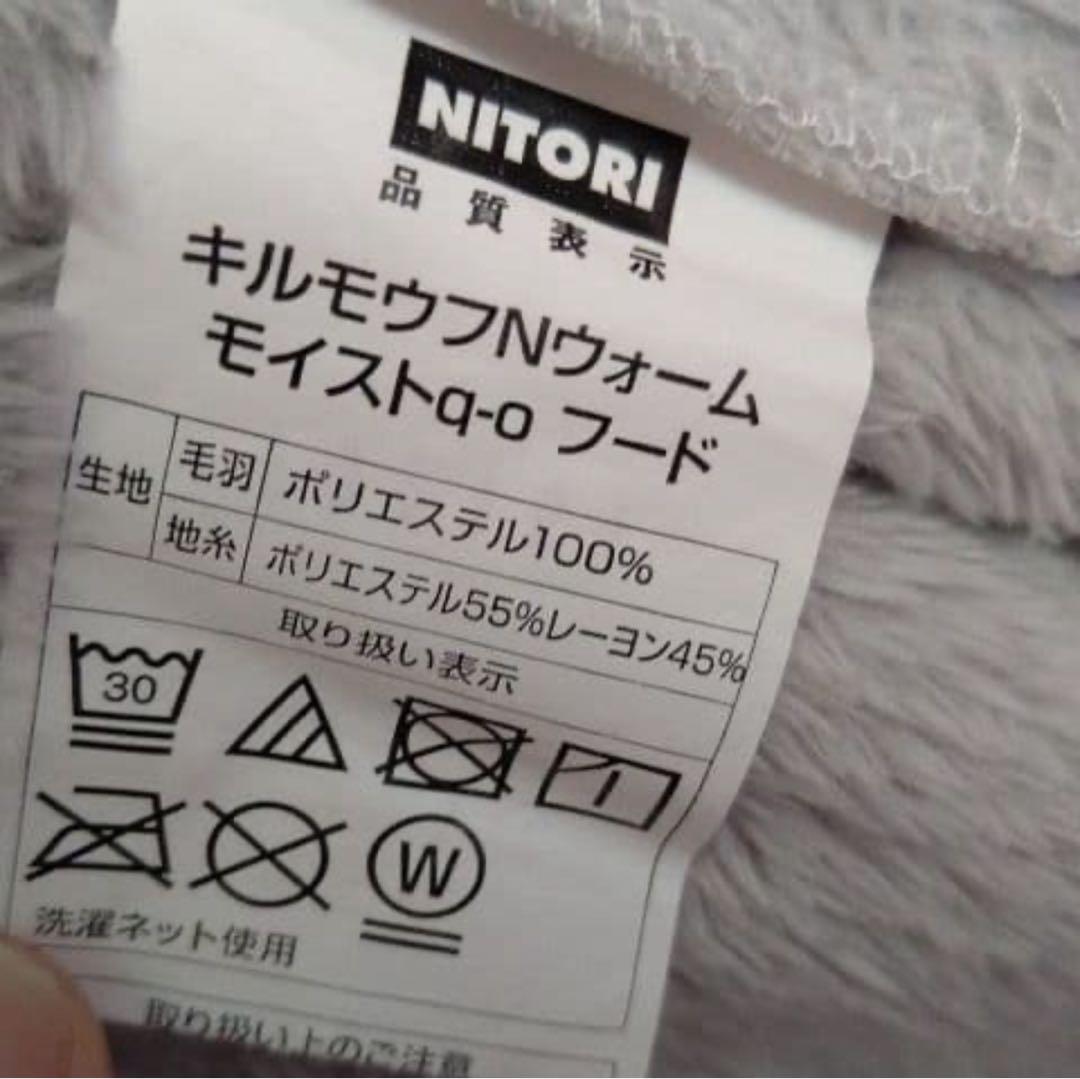 NITORI
品質表示
キルモウフNウォーム
モイストq-o フード
生地 毛羽 ポリエステル100%
地糸 ポリエステル55%レーヨン45%
取り扱い表示
30
W
洗濯ネット使用
取り扱い上のご注意